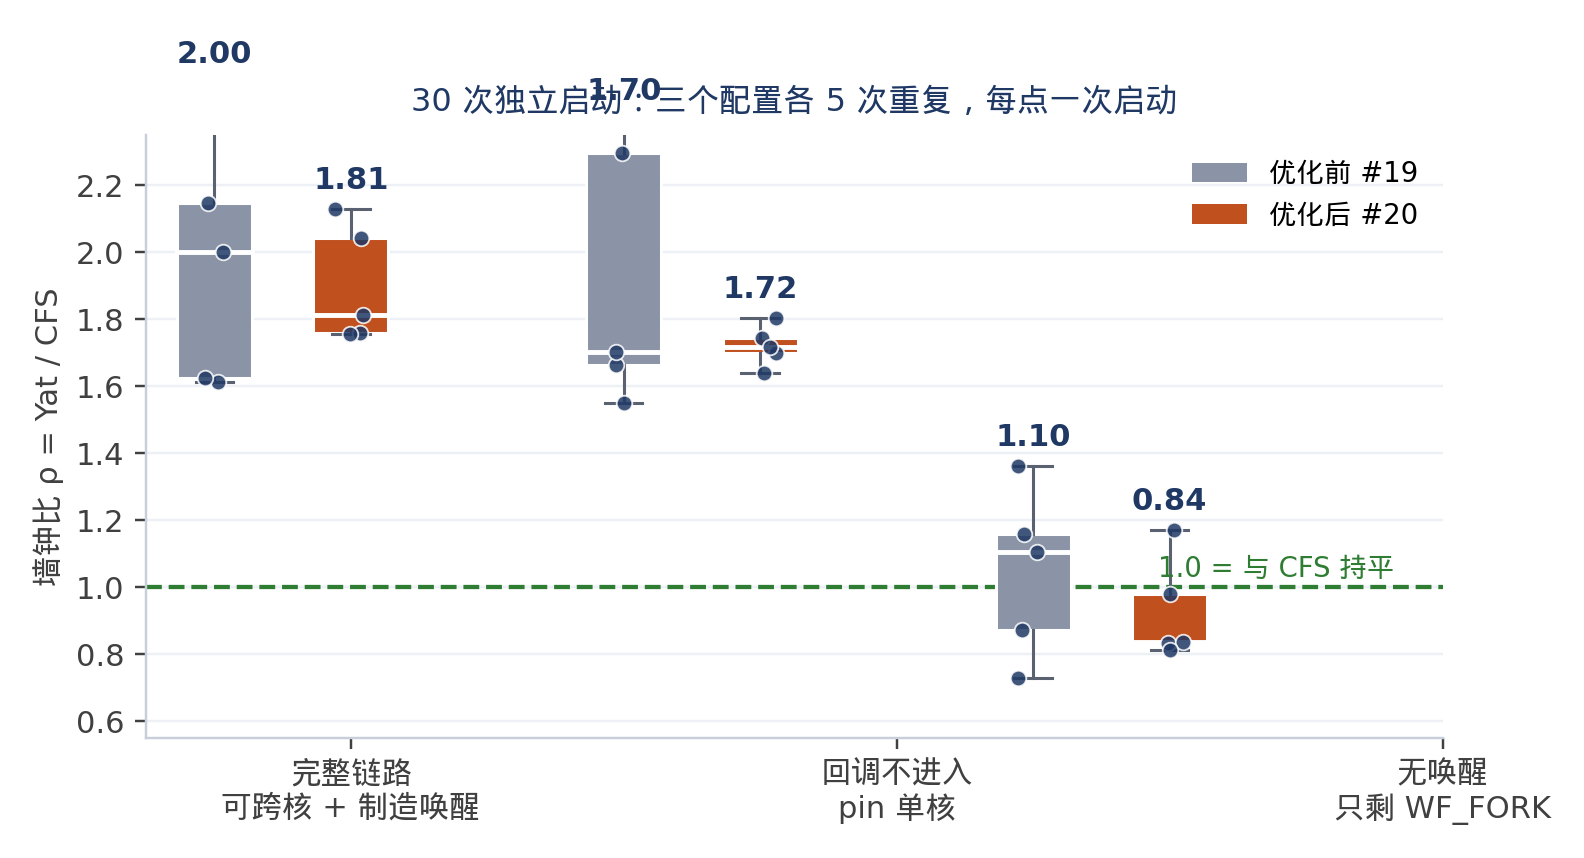 2.00
30 次独立启动：三个配置各 5 次重复，每点一次启动
1.70
1.81
优化前 #19
优化后 #20
1.72
1.10
0.84
1.0 = 与 CFS 持平
墙钟比 ρ = Yat / CFS
2.2
2.0
1.8
1.6
1.4
1.2
1.0
0.8
0.6
完整链路
可跨核 + 制造唤醒
回调不进入
pin 单核
无唤醒
只剩 WF_FORK